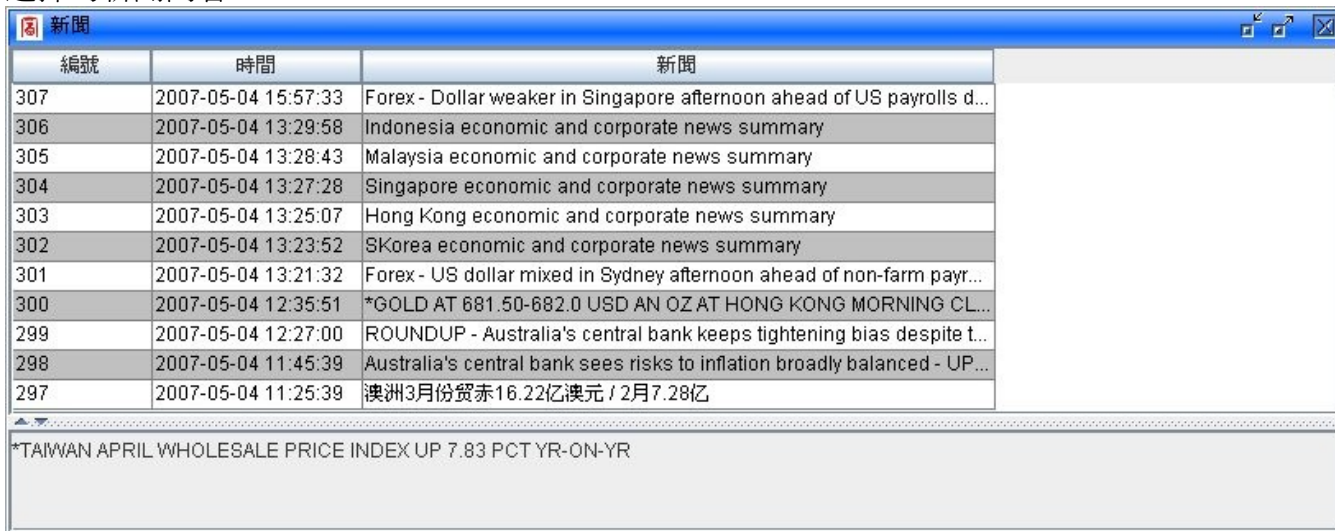 新聞
編號 時間 新聞
307 2007-05-04 15:57:33 Forex - Dollar weaker in Singapore afternoon ahead of US payrolls d...
306 2007-05-04 13:29:58 Indonesia economic and corporate news summary
305 2007-05-04 13:28:43 Malaysia economic and corporate news summary
304 2007-05-04 13:27:28 Singapore economic and corporate news summary
303 2007-05-04 13:25:07 Hong Kong economic and corporate news summary
302 2007-05-04 13:23:52 SKorea economic and corporate news summary
301 2007-05-04 13:21:32 Forex - US dollar mixed in Sydney afternoon ahead of non-farm payr...
300 2007-05-04 12:35:51 *GOLD AT 681.50-682.0 USD AN OZ AT HONG KONG MORNING CL...
299 2007-05-04 12:27:00 ROUNDUP - Australia's central bank keeps tightening bias despite t...
298 2007-05-04 11:45:39 Australia's central bank sees risks to inflation broadly balanced - UP...
297 2007-05-04 11:25:39 澳洲3月份贸赤16.22亿澳元 / 2月7.28亿
*TAIWAN APRIL WHOLESALE PRICE INDEX UP 7.83 PCT YR-ON-YR